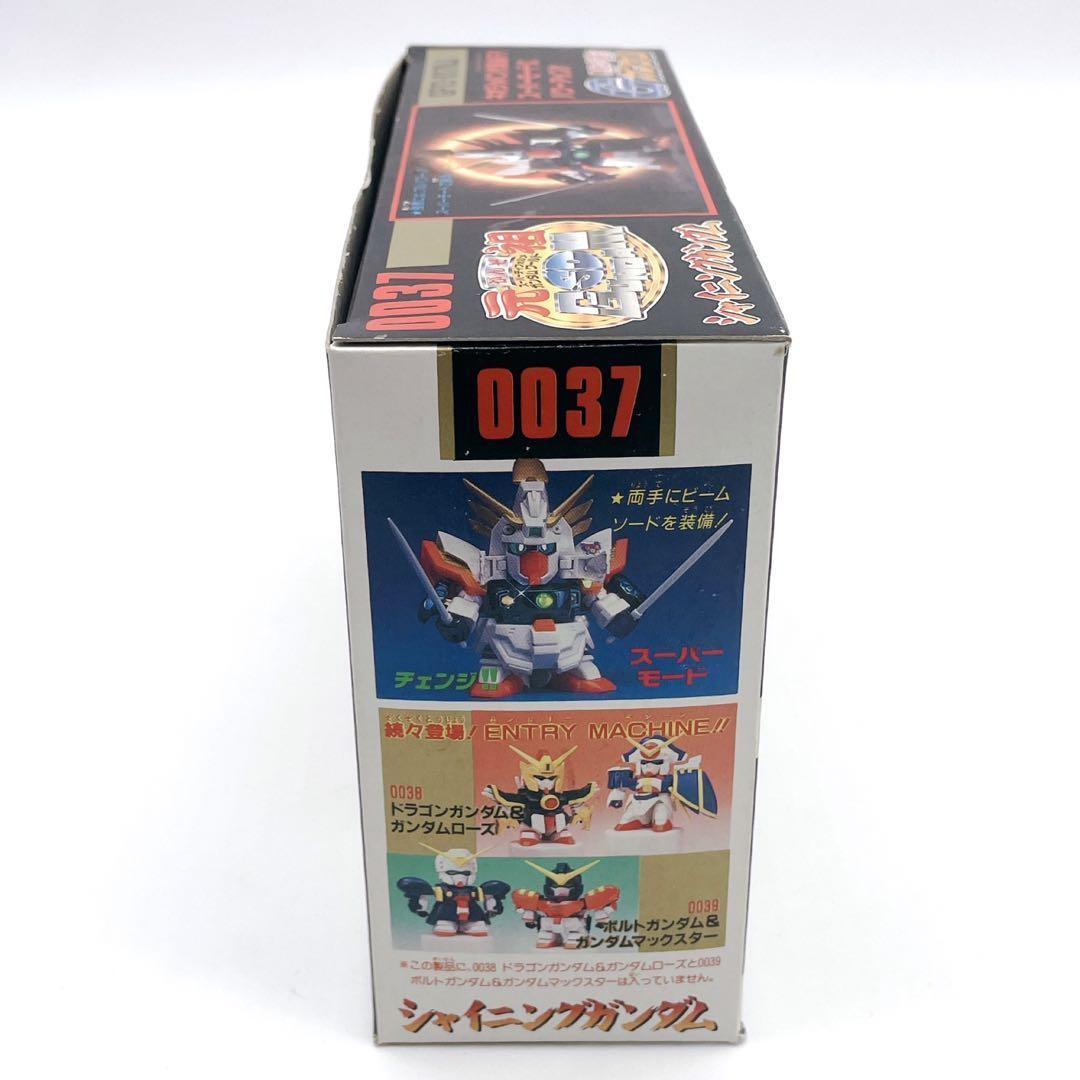 0037
元祖
SD
シャイニングガンダム
0037
★両手にビーム
ソードを装備!
チェンジ!!
スーパー
モード
続々登場! ENTRY MACHINE!!
0038
ドラゴンガンダム&
ガンダムローズ
0039
ボルトガンダム&
ガンダムマックスター
※この製品に、0038 ドラゴンガンダム&ガンダムローズと0039
ボルトガンダム&ガンダムマックスターは入っていません。
シャイニングガンダム